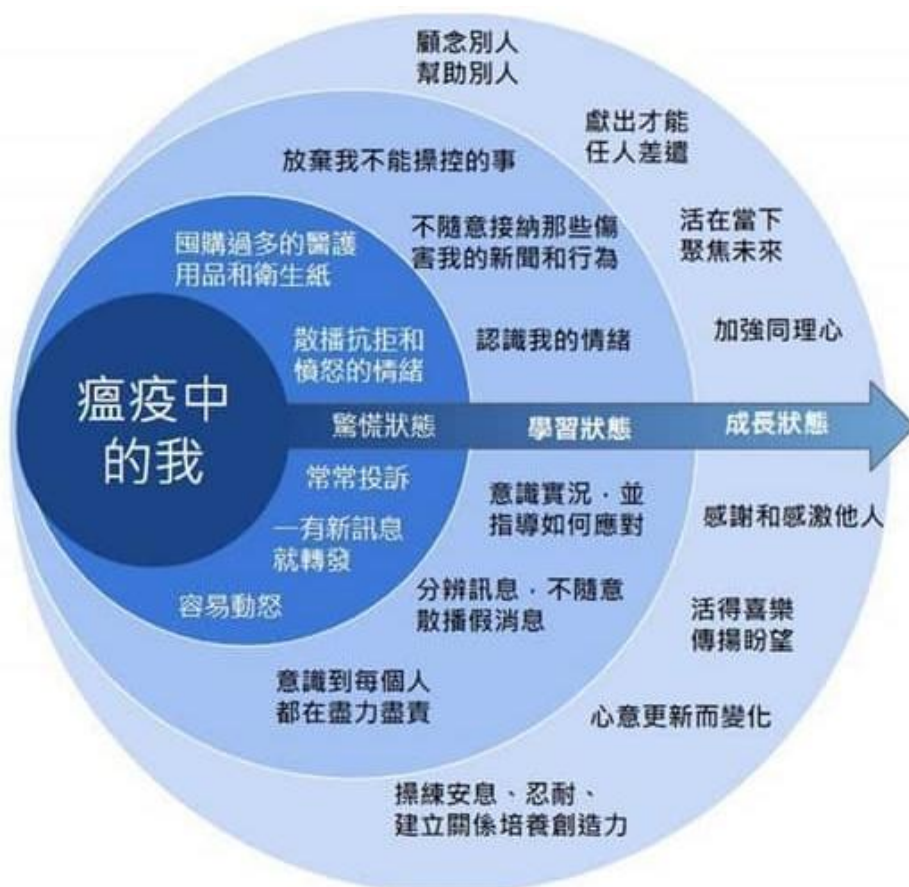 顧念別人
幫助別人
獻出才能
任人差遣
放棄我不能操控的事
不隨意接納那些傷
害我的新聞和行為
活在當下
聚焦未來
囤購過多的醫護
用品和衛生紙
散播抗拒和
憤怒的情緒
認識我的情緒
加強同理心
瘟疫中
的我
驚慌狀態
學習狀態
成長狀態
常常投訴
意識實況，並
指導如何應對
感謝和感激他人
一有新訊息
就轉發
容易動怒
分辨訊息，不隨意
散播假消息
活得喜樂
傳揚盼望
意識到每個人
都在盡力盡責
心意更新而變化
操練安息、忍耐、
建立關係培養創造力